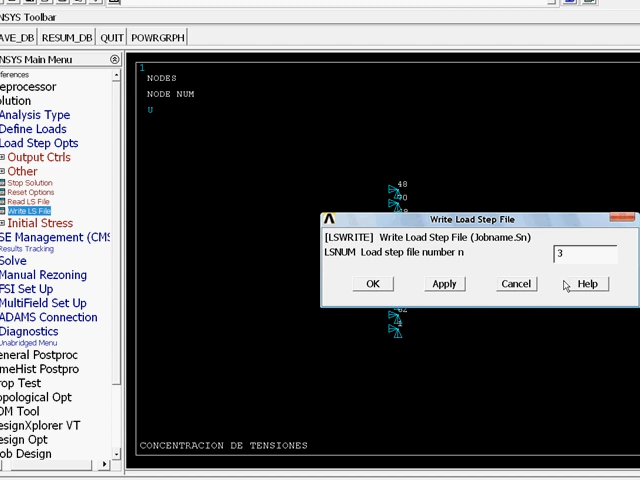 NSYS Toolbar
AVE_DB RESUM_DB QUIT POWRGRPH
NSYS Main Menu
ferences
eprocessor
olution
Analysis Type
Define Loads
Load Step Opts
Output Ctrls
Other
Stop Solution
Reset Options
Read LS File
Write LS File
Initial Stress
SE Management (CMS
Results Tracking
Solve
Manual Rezoning
FSI Set Up
MultiField Set Up
ADAMS Connection
Diagnostics
Unabridged Menu
eneral Postproc
meHist Postpro
rop Test
opological Opt
OM Tool
esignXplorer VT
esign Opt
ob Design
1
NODES
NODE NUM
U
48
Write Load Step File
[LSWRITE] Write Load Step File (Jobname.Sn)
LSNUM Load step file number n
3
OK Apply Cancel Help
CONCENTRACION DE TENSIONES